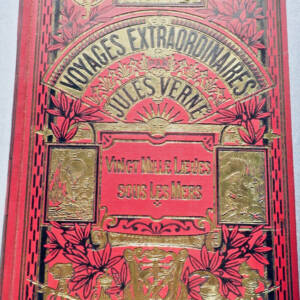 VOYAGES EXTRAORDINAIRES
JULES VERNE
VINGT MILLE LIEUES
SOUS LES MERS